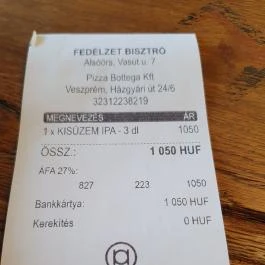 FEDÉLZET BISZTRÓ
Alsóörs, Vasút u. 7
Pizza Bottega Kft
Veszprém, Házgyári út 24/6
32312238219
MEGNEVEZÉS ÁR
1 x KISÜZEM IPA - 3 dl 1050
ÖSSZ.: 1 050 HUF
ÁFA 27%:
827 223 1050
Bankkártya: 1 050 HUF
Kerekítés 0 HUF